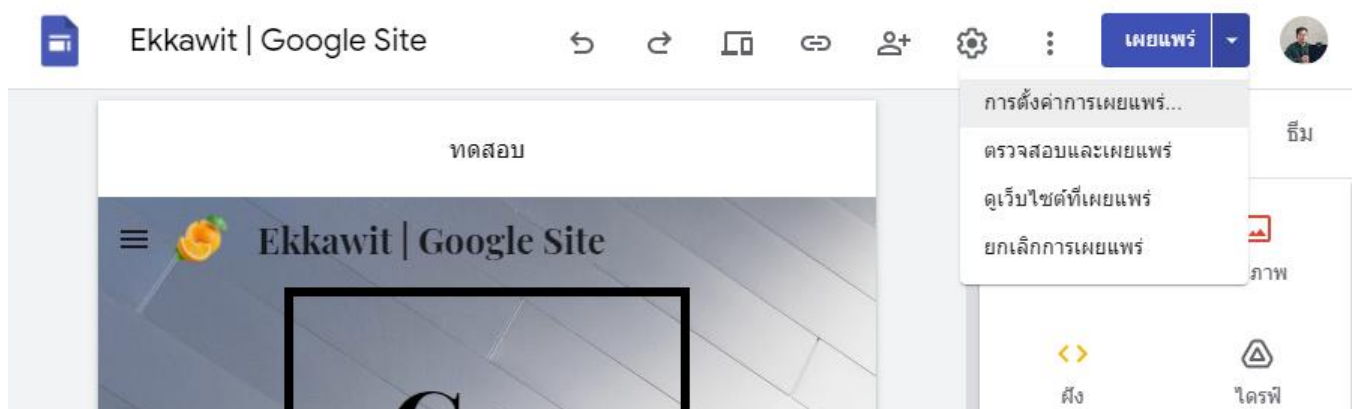 Ekkawit | Google Site
เผยแพร่
การตั้งค่าการเผยแพร่...
ตรวจสอบและเผยแพร่
ดูเว็บไซต์ที่เผยแพร่
ยกเลิกการเผยแพร่
ธีม
ทดสอบ
Ekkawit | Google Site
ภาพ
ฝัง
ไดรฟ์